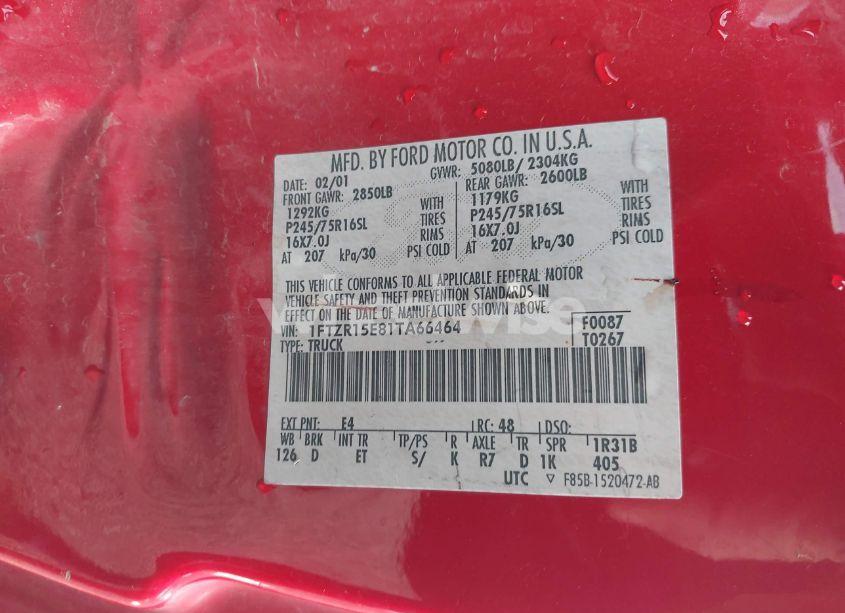 MFD. BY FORD MOTOR CO. IN U.S.A.
DATE: 02/01 GVWR: 5080LB/ 2304KG
FRONT GAWR: 2850LB REAR GAWR: 2600LB
1292KG WITH 1179KG WITH
P245/75R16SL TIRES P245/75R16SL TIRES
16X7.0J RIMS 16X7.0J RIMS
AT 207 kPa/30 PSI COLD AT 207 kPa/30 PSI COLD
THIS VEHICLE CONFORMS TO ALL APPLICABLE FEDERAL MOTOR
VEHICLE SAFETY AND THEFT PREVENTION STANDARDS IN
EFFECT ON THE DATE OF MANUFACTURE SHOWN ABOVE.
VIN: 1FTZR15E81TA66464 F0087
TYPE: TRUCK T0267
EXT PNT: E4 RC: 48 DSO:
WB BRK INT TR TP/PS R AXLE TR SPR 1R31B
126 D ET S/ K R7 D 1K 405
UTC ▽ F85B-1520472-AB